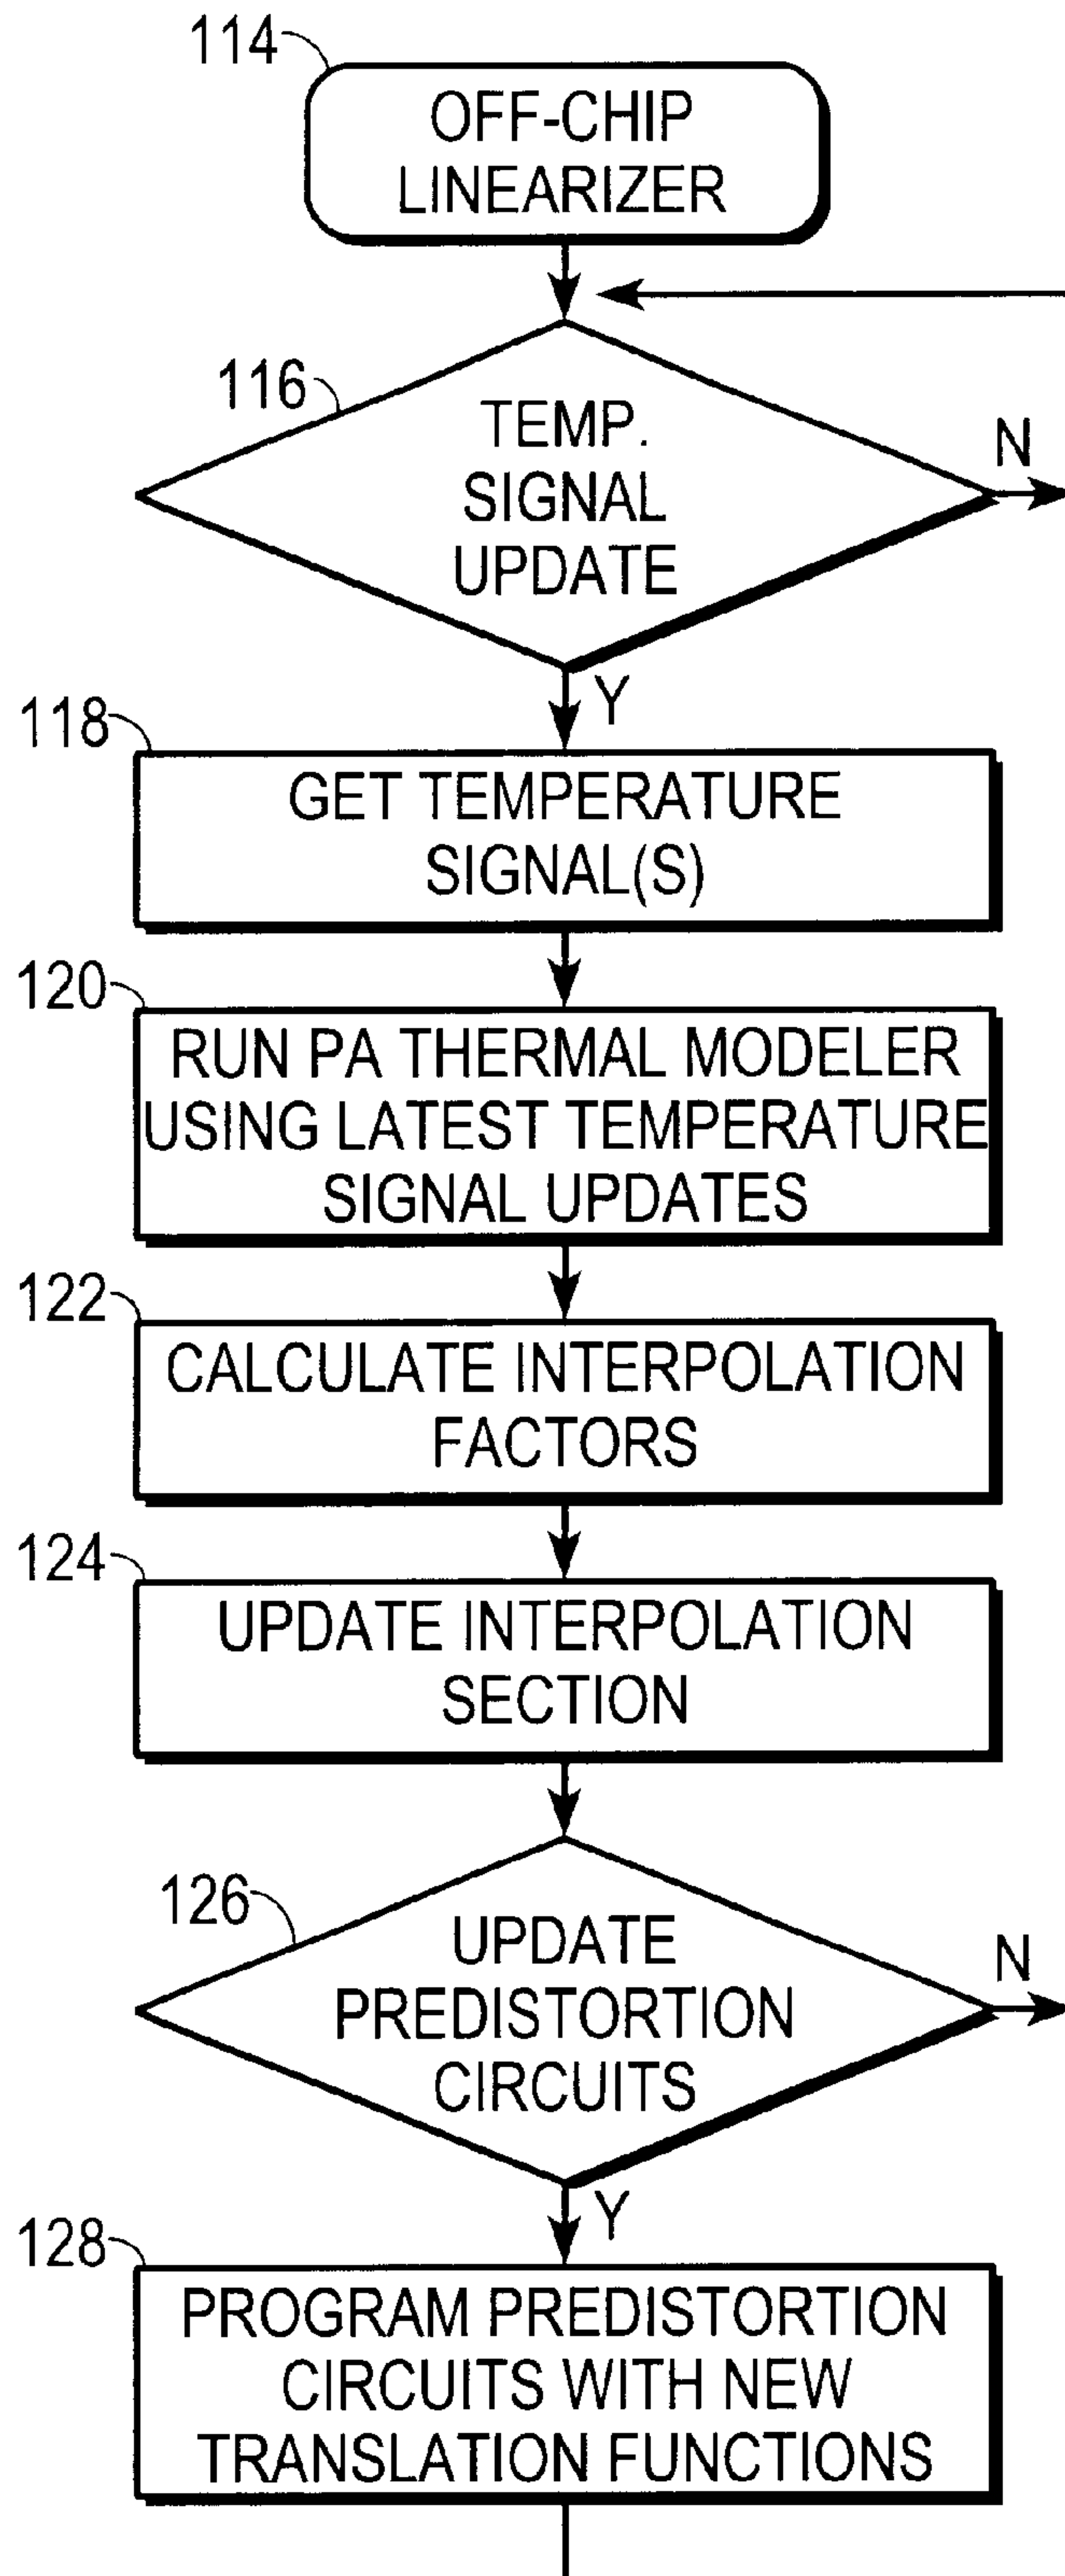 114
OFF-CHIP
LINEARIZER
116
TEMP.
SIGNAL
UPDATE
N
Y
118
GET TEMPERATURE
SIGNAL(S)
120
RUN PA THERMAL MODELER
USING LATEST TEMPERATURE
SIGNAL UPDATES
122
CALCULATE INTERPOLATION
FACTORS
124
UPDATE INTERPOLATION
SECTION
126
UPDATE
PREDISTORTION
CIRCUITS
N
Y
128
PROGRAM PREDISTORTION
CIRCUITS WITH NEW
TRANSLATION FUNCTIONS